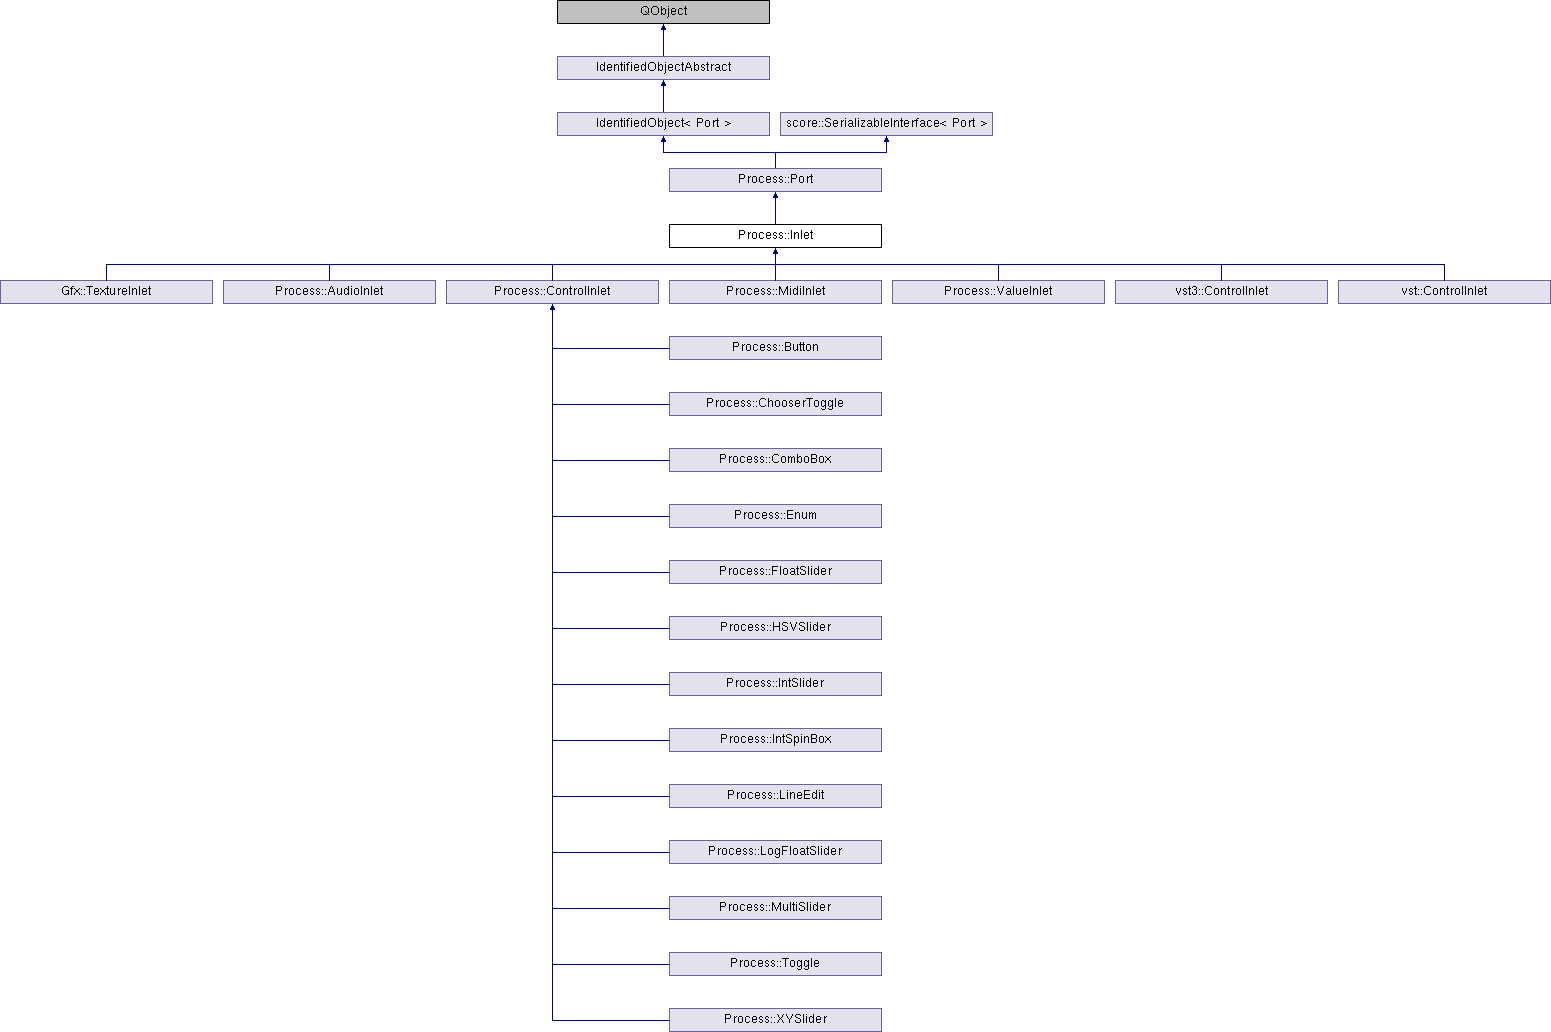 QObject
IdentifiedObjectAbstract
IdentifiedObject< Port >
score::SerializableInterface< Port >
Process::Port
Process::Inlet
Gfx::TextureInlet
Process::AudioInlet
Process::ControlInlet
Process::MidiInlet
Process::ValueInlet
vst3::ControlInlet
vst::ControlInlet
Process::Button
Process::ChooserToggle
Process::ComboBox
Process::Enum
Process::FloatSlider
Process::HSVSlider
Process::IntSlider
Process::IntSpinBox
Process::LineEdit
Process::LogFloatSlider
Process::MultiSlider
Process::Toggle
Process::XYSlider